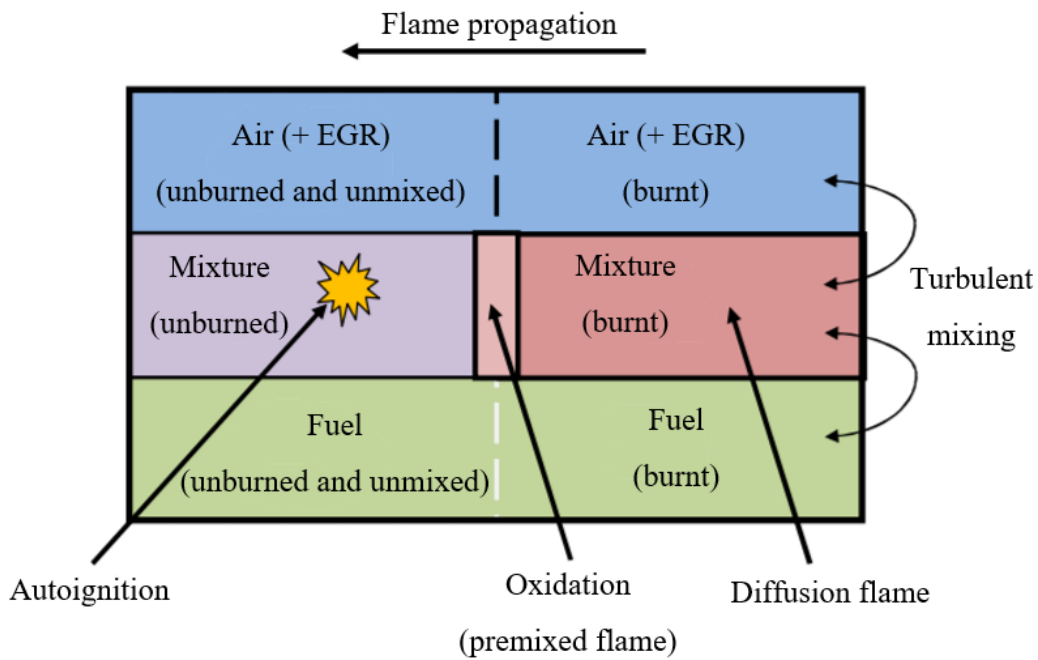 Flame propagation
Air (+ EGR)
(unburned and unmixed)
Air (+ EGR)
(burnt)
Mixture
(unburned)
Mixture
(burnt)
Turbulent
mixing
Fuel
(unburned and unmixed)
Fuel
(burnt)
Autoignition
Oxidation
(premixed flame)
Diffusion flame